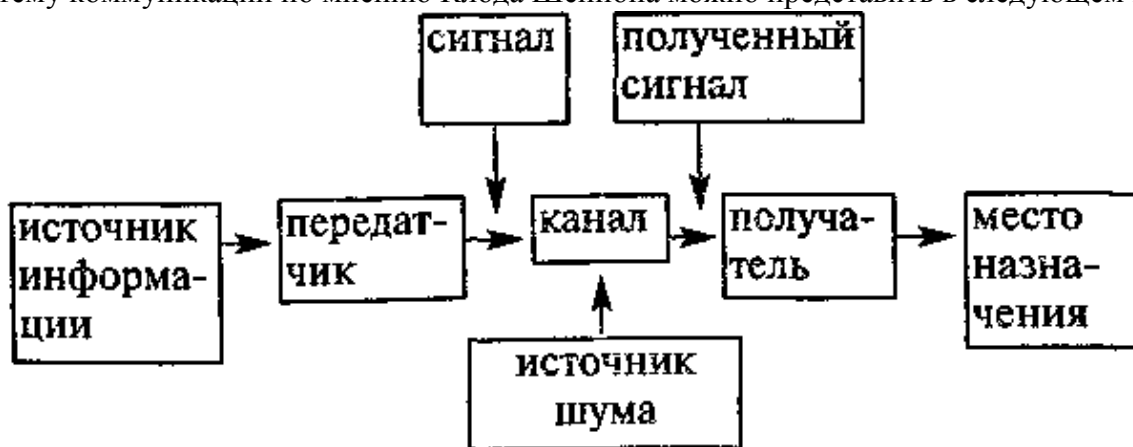 тему коммуникации по мнению Клода Шеннона можно представить в следующем
сигнал
полученный
сигнал
источник
информа-
ции
передат-
чик
канал
получа-
тель
место
назна-
чения
источник
шума